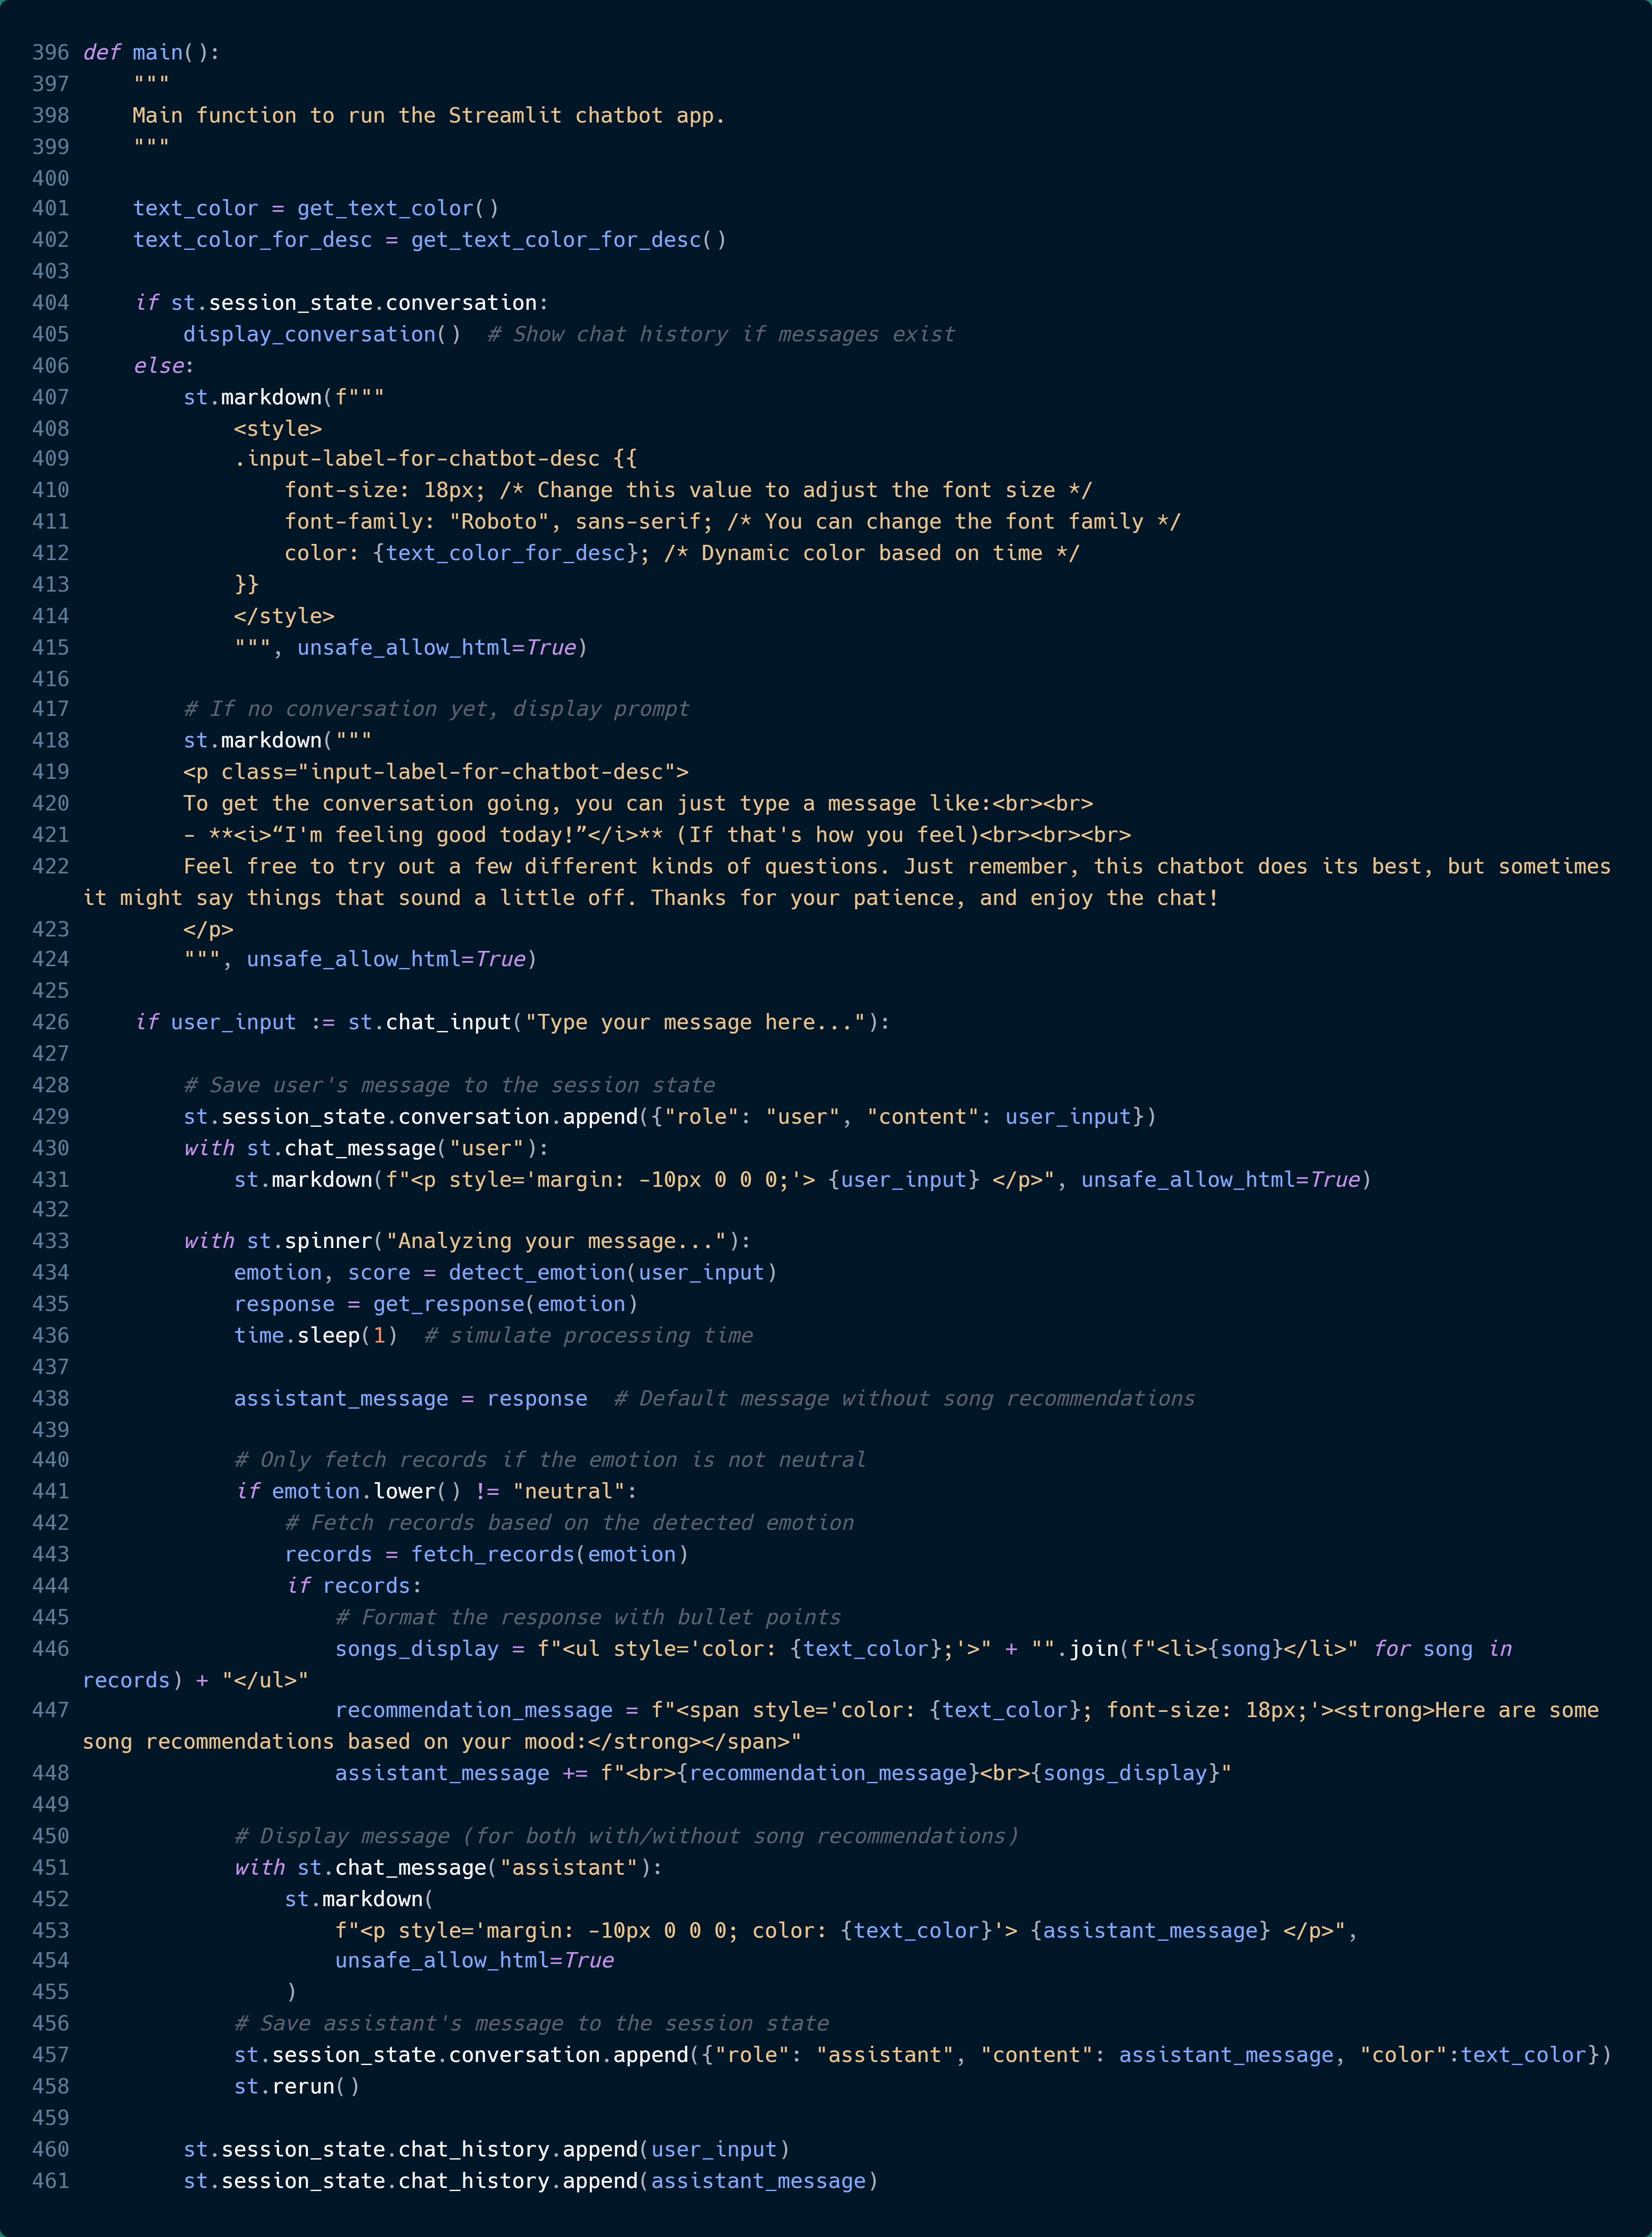 396 def main():
397     """
398     Main function to run the Streamlit chatbot app.
399     """
400
401     text_color = get_text_color()
402     text_color_for_desc = get_text_color_for_desc()
403
404     if st.session_state.conversation:
405         display_conversation()  # Show chat history if messages exist
406     else:
407         st.markdown(f"""
408             <style>
409             .input-label-for-chatbot-desc {{
410                 font-size: 18px; /* Change this value to adjust the font size */
411                 font-family: "Roboto", sans-serif; /* You can change the font family */
412                 color: {text_color_for_desc}; /* Dynamic color based on time */
413             }}
414             </style>
415             """, unsafe_allow_html=True)
416
417         # If no conversation yet, display prompt
418         st.markdown("""
419         <p class="input-label-for-chatbot-desc">
420         To get the conversation going, you can just type a message like:<br><br>
421         - **<i>“I'm feeling good today!”</i>** (If that's how you feel)<br><br><br>
422         Feel free to try out a few different kinds of questions. Just remember, this chatbot does its best, but sometimes
it might say things that sound a little off. Thanks for your patience, and enjoy the chat!
423         </p>
424         """, unsafe_allow_html=True)
425
426     if user_input := st.chat_input("Type your message here..."):
427
428         # Save user's message to the session state
429         st.session_state.conversation.append({"role": "user", "content": user_input})
430         with st.chat_message("user"):
431             st.markdown(f"<p style='margin: -10px 0 0 0;'> {user_input} </p>", unsafe_allow_html=True)
432
433         with st.spinner("Analyzing your message..."):
434             emotion, score = detect_emotion(user_input)
435             response = get_response(emotion)
436             time.sleep(1)  # simulate processing time
437
438             assistant_message = response  # Default message without song recommendations
439
440             # Only fetch records if the emotion is not neutral
441             if emotion.lower() != "neutral":
442                 # Fetch records based on the detected emotion
443                 records = fetch_records(emotion)
444                 if records:
445                     # Format the response with bullet points
446                     songs_display = f"<ul style='color: {text_color};'>" + "".join(f"<li>{song}</li>" for song in
records) + "</ul>"
447                     recommendation_message = f"<span style='color: {text_color}; font-size: 18px;'><strong>Here are some
song recommendations based on your mood:</strong></span>"
448                     assistant_message += f"<br>{recommendation_message}<br>{songs_display}"
449
450             # Display message (for both with/without song recommendations)
451             with st.chat_message("assistant"):
452                 st.markdown(
453                     f"<p style='margin: -10px 0 0 0; color: {text_color}'> {assistant_message} </p>",
454                     unsafe_allow_html=True
455                 )
456             # Save assistant's message to the session state
457             st.session_state.conversation.append({"role": "assistant", "content": assistant_message, "color":text_color})
458             st.rerun()
459
460         st.session_state.chat_history.append(user_input)
461         st.session_state.chat_history.append(assistant_message)